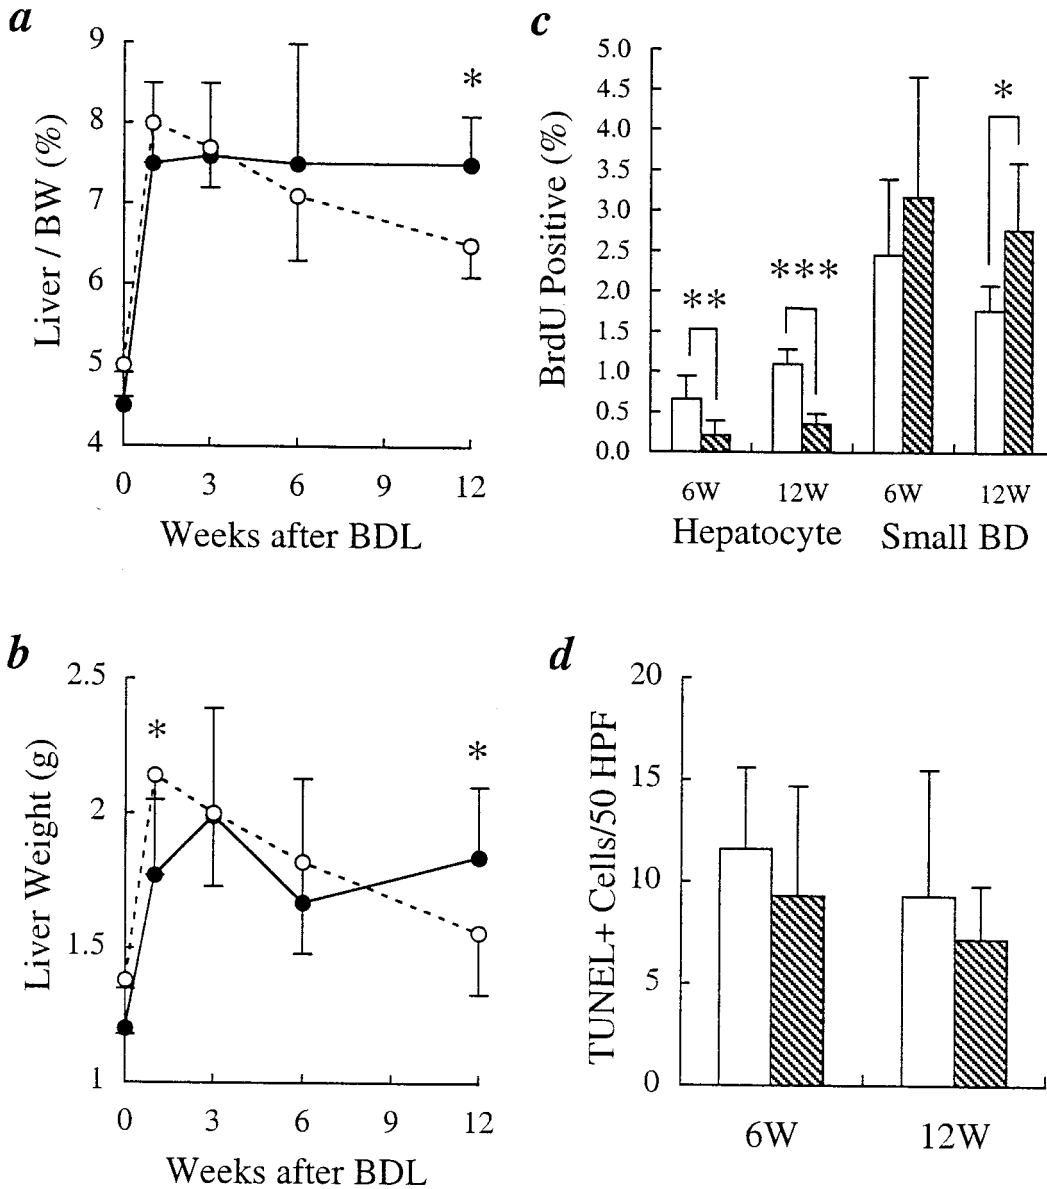 a
Liver / BW (%)
9
8
7
6
5
4
*
0 3 6 9 12
Weeks after BDL
c
BrdU Positive (%)
5.0
4.5
4.0
3.5
3.0
2.5
2.0
1.5
1.0
0.5
0.0
**
***
*
6W 12W 6W 12W
Hepatocyte Small BD
b
Liver Weight (g)
2.5
2
1.5
1
* *
0 3 6 9 12
Weeks after BDL
d
TUNEL+ Cells/50 HPF
20
15
10
5
0
6W 12W